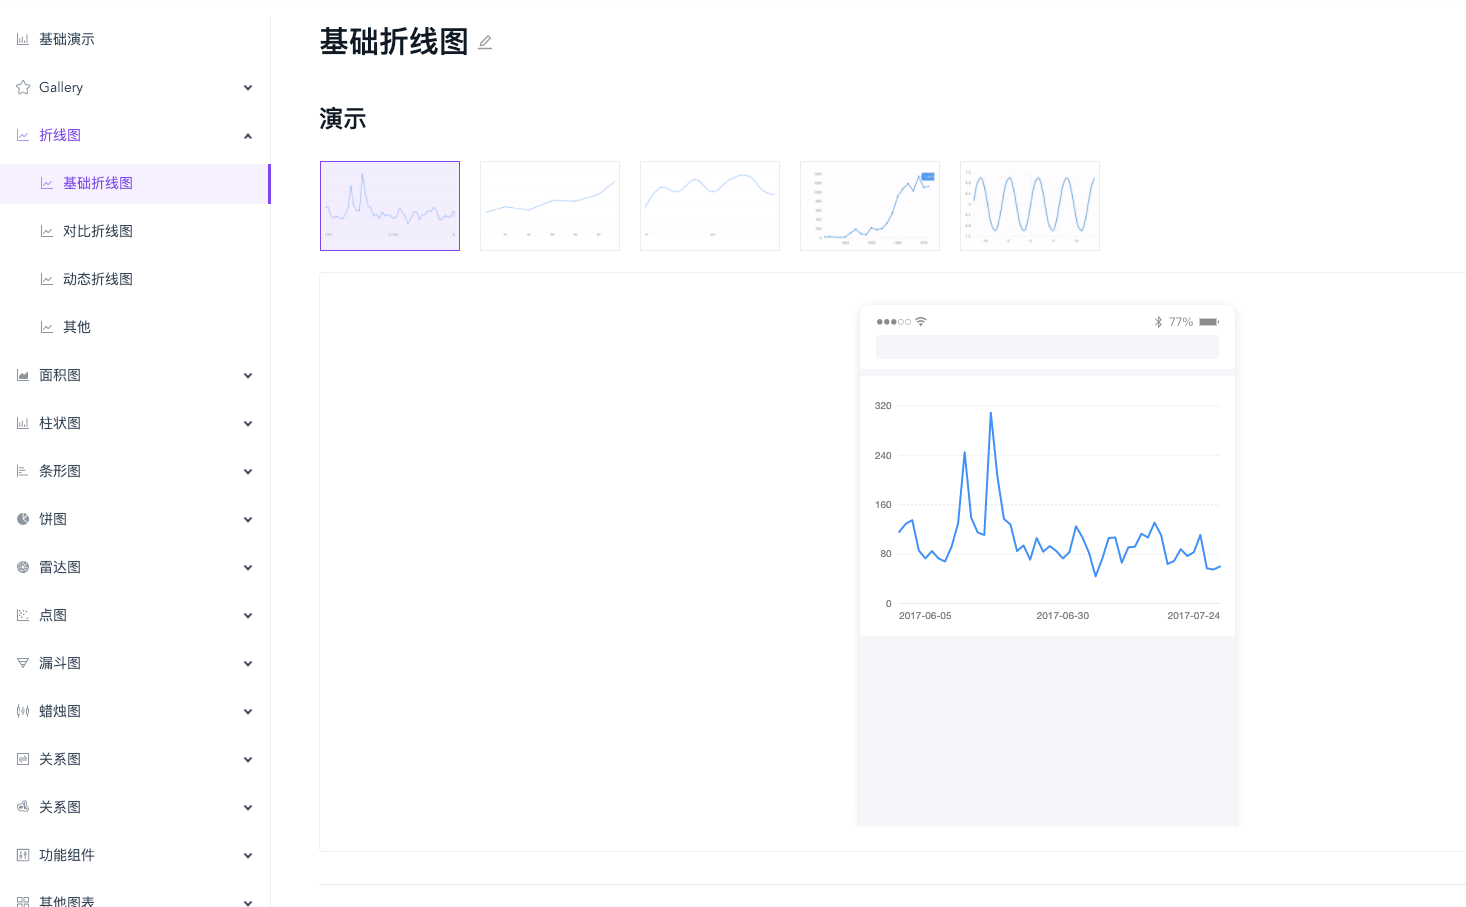 基础演示
Gallery
折线图
基础折线图
对比折线图
动态折线图
其他
面积图
柱状图
条形图
饼图
雷达图
点图
漏斗图
蜡烛图
关系图
关系图
功能组件
其他图表
基础折线图
演示
77%
320
240
160
80
0
2017-06-05 2017-06-30 2017-07-24